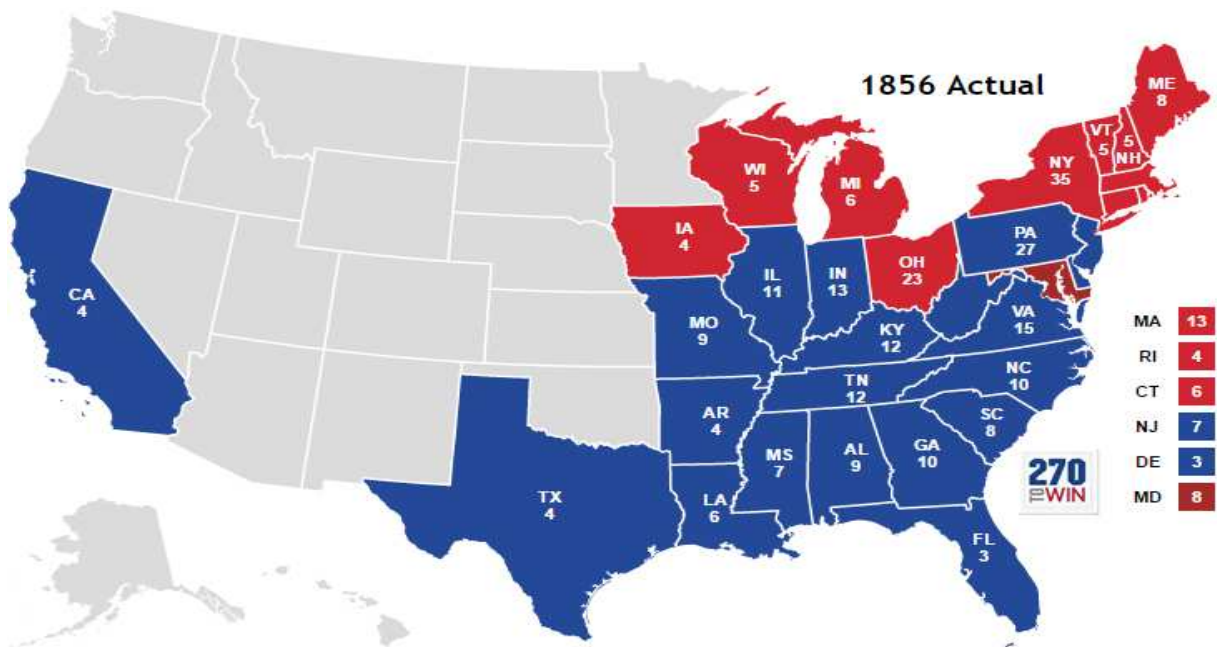 1856 Actual
ME
8
VT
5
5
NH
NY
35
WI
5
MI
6
IA
4
PA
27
OH
23
IL
11
IN
13
CA
4
MO
9
KY
12
VA
15
MA 13
RI 4
CT 6
NJ 7
DE 3
MD 8
TN
12
NC
10
AR
4
SC
8
MS
7
AL
9
GA
10
270
TO WIN
TX
4
LA
6
FL
3